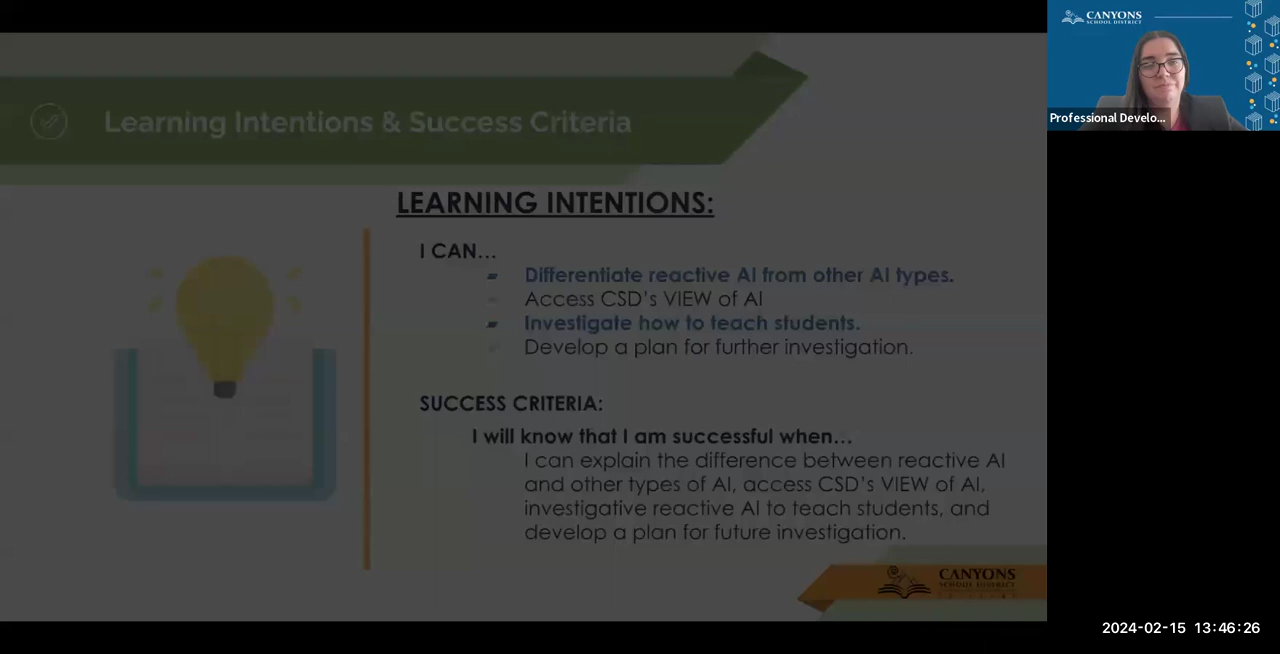 Learning Intentions & Success Criteria
LEARNING INTENTIONS:
I CAN...
Differentiate reactive AI from other AI types.
Access CSD's VIEW of AI
Investigate how to teach students.
Develop a plan for further investigation.
SUCCESS CRITERIA:
I will know that I am successful when...
I can explain the difference between reactive AI
and other types of AI, access CSD's VIEW of AI,
investigative reactive AI to teach students, and
develop a plan for future investigation.
CANYONS
SCHOOL DISTRICT
CANYONS
SCHOOL DISTRICT
Professional Develo...
2024-02-15 13:46:26